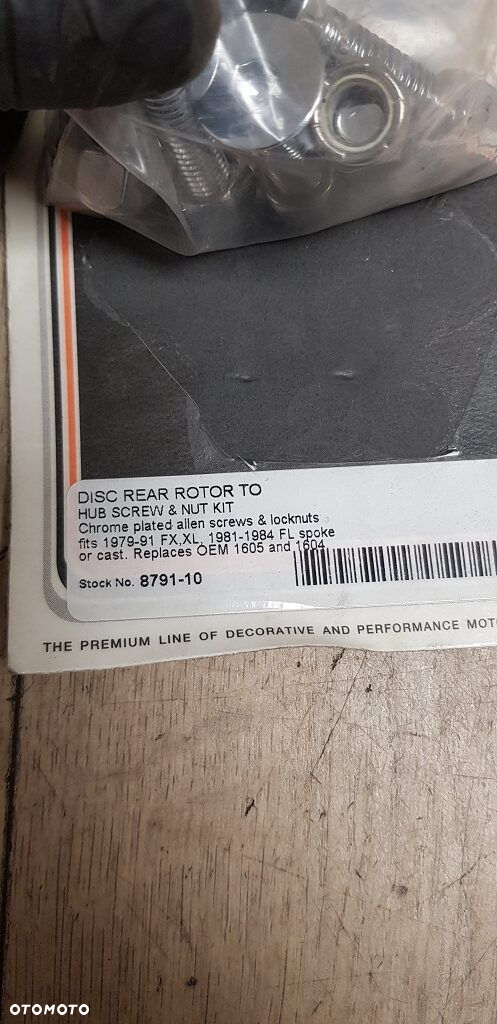 DISC REAR ROTOR TO
HUB SCREW & NUT KIT
Chrome plated allen screws & locknuts
fits 1979-91 FX,XL, 1981-1984 FL spoke
or cast. Replaces OEM 1605 and 1604
Stock No. 8791-10
THE PREMIUM LINE OF DECORATIVE AND PERFORMANCE MOTO
OTOMOTO